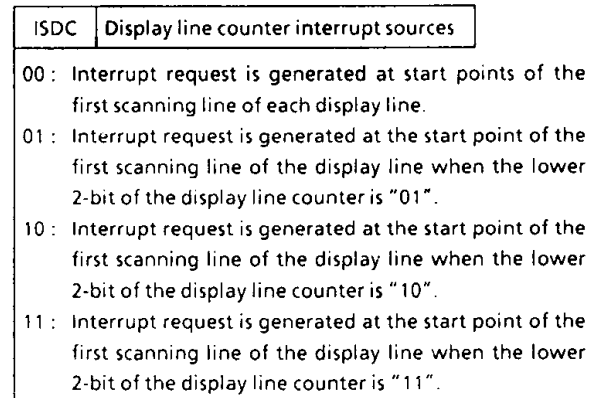 ISDC Display line counter interrupt sources
00 : Interrupt request is generated at start points of the
first scanning line of each display line.
01 : Interrupt request is generated at the start point of the
first scanning line of the display line when the lower
2-bit of the display line counter is "01".
10 : Interrupt request is generated at the start point of the
first scanning line of the display line when the lower
2-bit of the display line counter is "10".
11 : Interrupt request is generated at the start point of the
first scanning line of the display line when the lower
2-bit of the display line counter is "11".